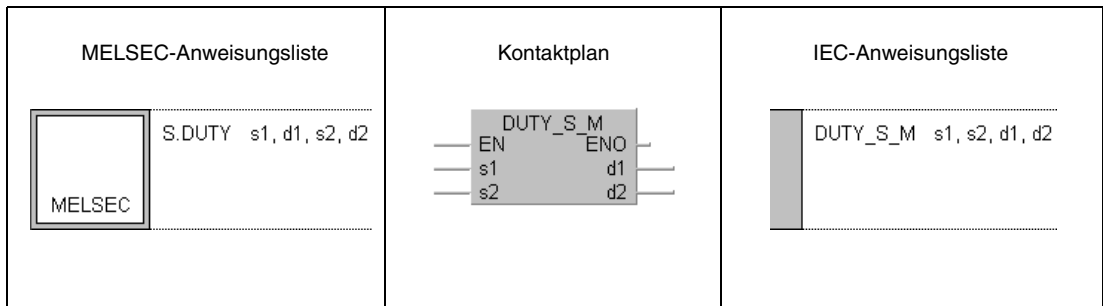 MELSEC-Anweisungsliste
MELSEC
S.DUTY s1, d1, s2, d2
Kontaktplan
DUTY_S_M
EN ENO
s1 d1
s2 d2
IEC-Anweisungsliste
DUTY_S_M s1, s2, d1, d2